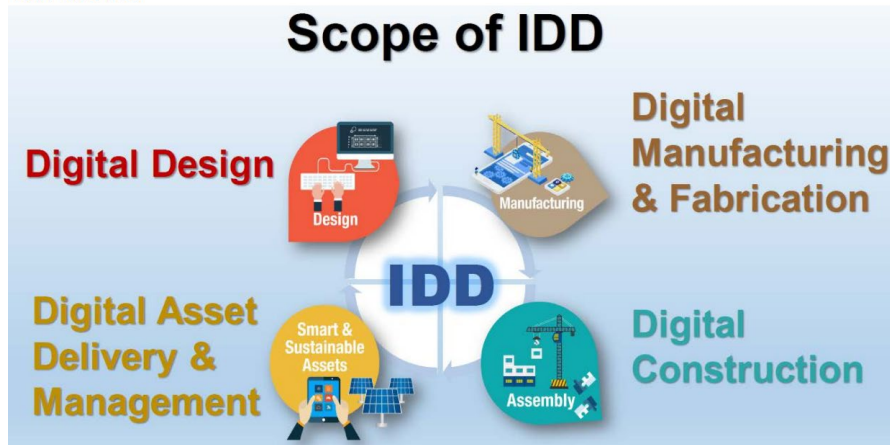 Scope of IDD
Digital Design
Design
Manufacturing
Digital
Manufacturing
& Fabrication
IDD
Digital Asset
Delivery &
Management
Smart &
Sustainable
Assets
Assembly
Digital
Construction